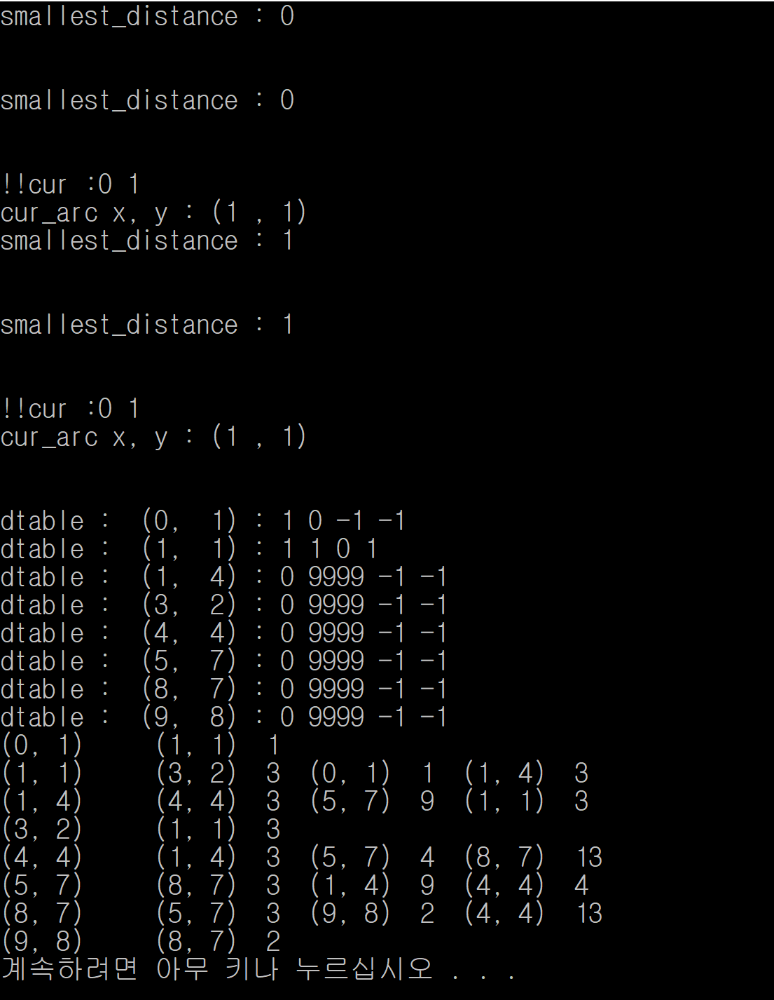 smallest_distance : 0
smallest_distance : 0
!!cur :0 1
cur_arc x, y : (1 , 1)
smallest_distance : 1
smallest_distance : 1
!!cur :0 1
cur_arc x, y : (1 , 1)
dtable :  (0,  1) : 1 0 -1 -1
dtable :  (1,  1) : 1 1 0 1
dtable :  (1,  4) : 0 9999 -1 -1
dtable :  (3,  2) : 0 9999 -1 -1
dtable :  (4,  4) : 0 9999 -1 -1
dtable :  (5,  7) : 0 9999 -1 -1
dtable :  (8,  7) : 0 9999 -1 -1
dtable :  (9,  8) : 0 9999 -1 -1
(0, 1)     (1, 1)  1
(1, 1)     (3, 2)  3  (0, 1)  1  (1, 4)  3
(1, 4)     (4, 4)  3  (5, 7)  9  (1, 1)  3
(3, 2)     (1, 1)  3
(4, 4)     (1, 4)  3  (5, 7)  4  (8, 7)  13
(5, 7)     (8, 7)  3  (1, 4)  9  (4, 4)  4
(8, 7)     (5, 7)  3  (9, 8)  2  (4, 4)  13
(9, 8)     (8, 7)  2
계속하려면 아무 키나 누르십시오 . . .